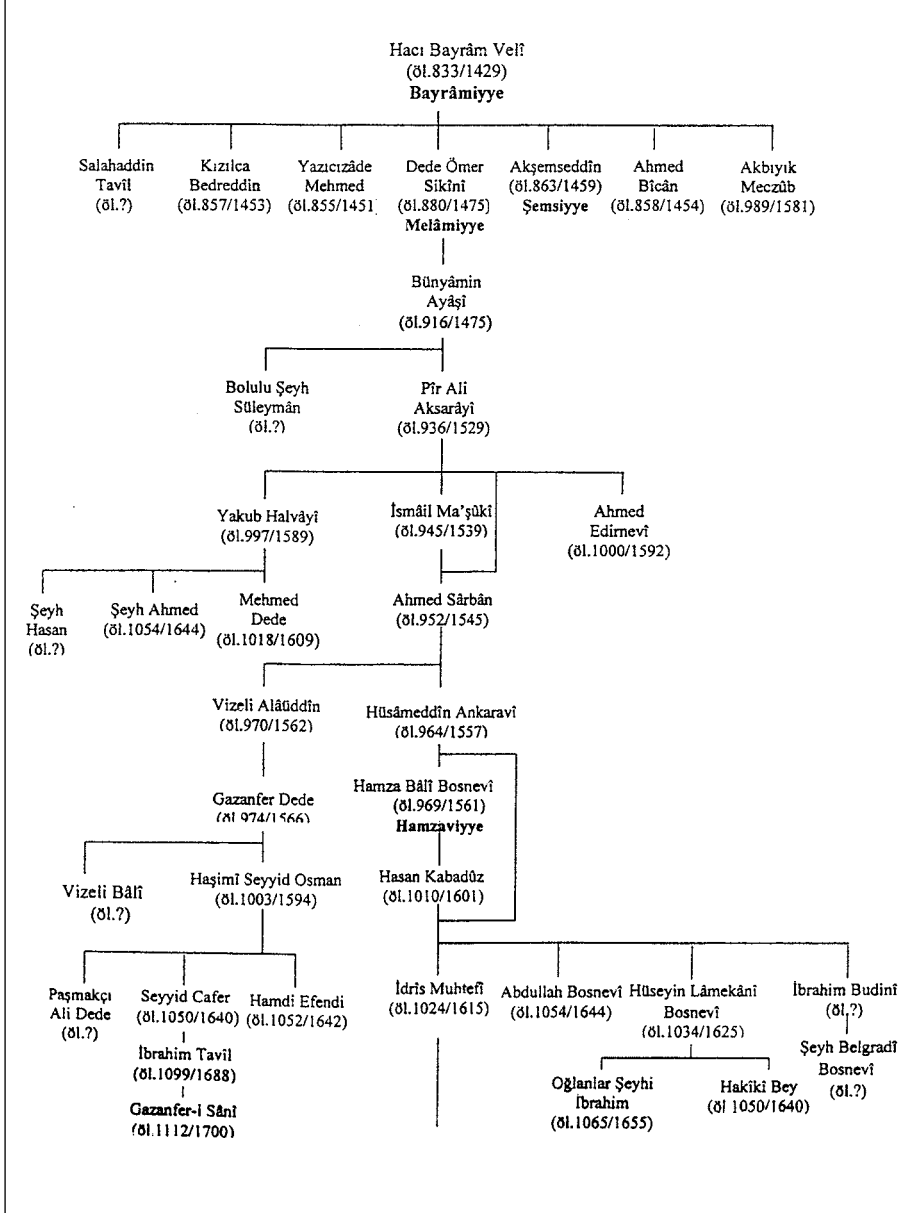 Hacı Bayrâm Velî
(öl.833/1429)
Bayrâmiyye
Salahaddin
Tavîl
(öl.?)
Kızılca
Bedreddin
(öl.857/1453)
Yazıcızâde
Mehmed
(öl.855/1451)
Dede Ömer
Sikînî
(öl.880/1475)
Melâmiyye
Akşemseddîn
(öl.863/1459)
Şemsiyye
Ahmed
Bîcân
(öl.858/1454)
Akbıyık
Meczûb
(öl.989/1581)
Bünyâmin
Ayâşî
(öl.916/1475)
Bolulu Şeyh
Süleymân
(öl.?)
Pîr Ali
Aksarâyî
(öl.936/1529)
Yakub Halvâyî
(öl.997/1589)
İsmâil Ma'şûkî
(öl.945/1539)
Ahmed
Edirnevî
(öl.1000/1592)
Şeyh
Hasan
(öl.?)
Şeyh Ahmed
(öl.1054/1644)
Mehmed
Dede
(öl.1018/1609)
Ahmed Sârbân
(öl.952/1545)
Vizeli Alâüddîn
(öl.970/1562)
Hüsâmeddîn Ankaravî
(öl.964/1557)
Gazanfer Dede
(öl.974/1566)
Hamza Bâlî Bosnevî
(öl.969/1561)
Hamzaviyye
Vizeli Bâlî
(öl.?)
Haşimî Seyyid Osman
(öl.1003/1594)
Hasan Kabadûz
(öl.1010/1601)
Paşmakçı
Ali Dede
(öl.?)
Seyyid Cafer
(öl.1050/1640)
İbrahim Tavîl
(öl.1099/1688)
Gazanfer-i Sânî
(öl.1112/1700)
Hamdi Efendi
(öl.1052/1642)
İdrîs Muhtefî
(öl.1024/1615)
Abdullah Bosnevî
(öl.1054/1644)
Hüseyin Lâmekânî
Bosnevî
(öl.1034/1625)
Oğlanlar Şeyhi
İbrahim
(öl.1065/1655)
Hakîkî Bey
(öl 1050/1640)
İbrahim Budinî
(öl.?)
Şeyh Belgradî
Bosnevî
(öl.?)